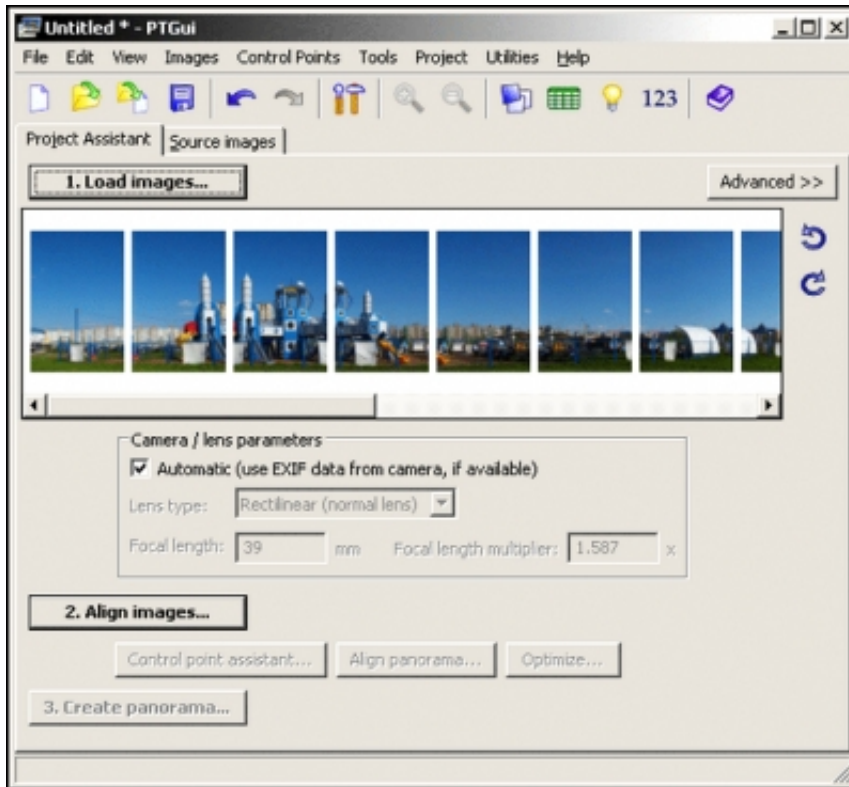 Untitled * - PTGui
File Edit View Images Control Points Tools Project Utilities Help
123
Project Assistant Source images
1. Load images... Advanced >>
Camera / lens parameters
Automatic (use EXIF data from camera, if available)
Lens type: Rectilinear (normal lens)
Focal length: 39 mm Focal length multiplier: 1.587 x
2. Align images...
Control point assistant... Align panorama... Optimize...
3. Create panorama...